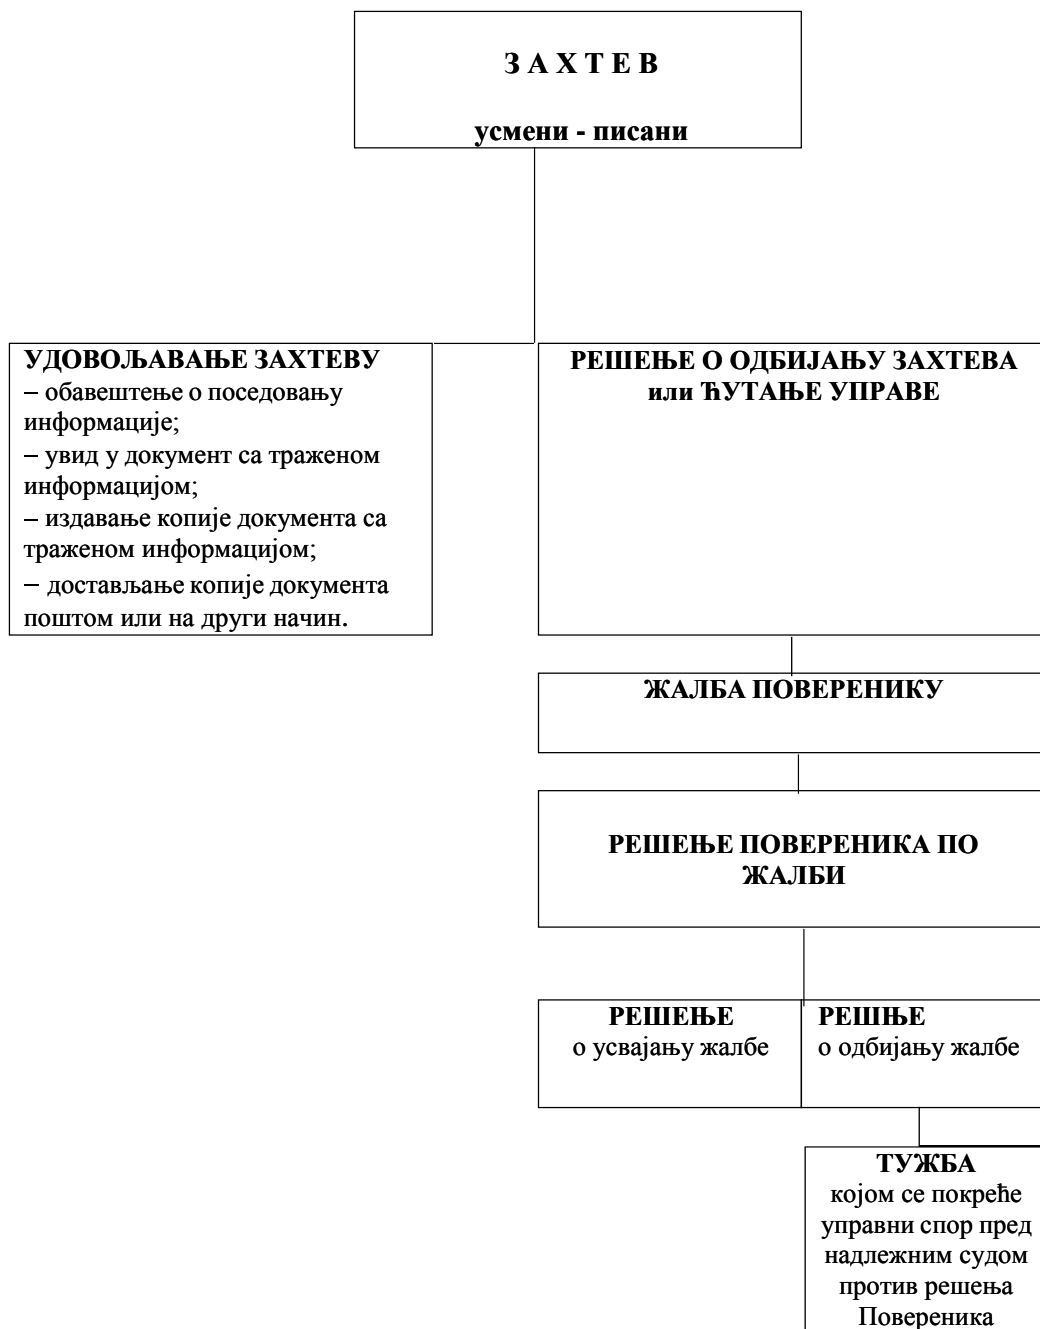 З А Х Т Е В
усмени - писани
УДОВОЉАВАЊЕ ЗАХТЕВУ
– обавештење о поседовању
информације;
– увид у документ са траженом
информацијом;
– издавање копије документа са
траженом информацијом;
– достављање копије документа
поштом или на други начин.
РЕШЕЊЕ О ОДБИЈАЊУ ЗАХТЕВА
или ЋУТАЊЕ УПРАВЕ
ЖАЛБА ПОВЕРЕНИКУ
РЕШЕЊЕ ПОВЕРЕНИКА ПО
ЖАЛБИ
РЕШЕЊЕ
о усвајању жалбе
РЕШЊЕ
о одбијању жалбе
ТУЖБА
којом се покреће
управни спор пред
надлежним судом
против решења
Повереника